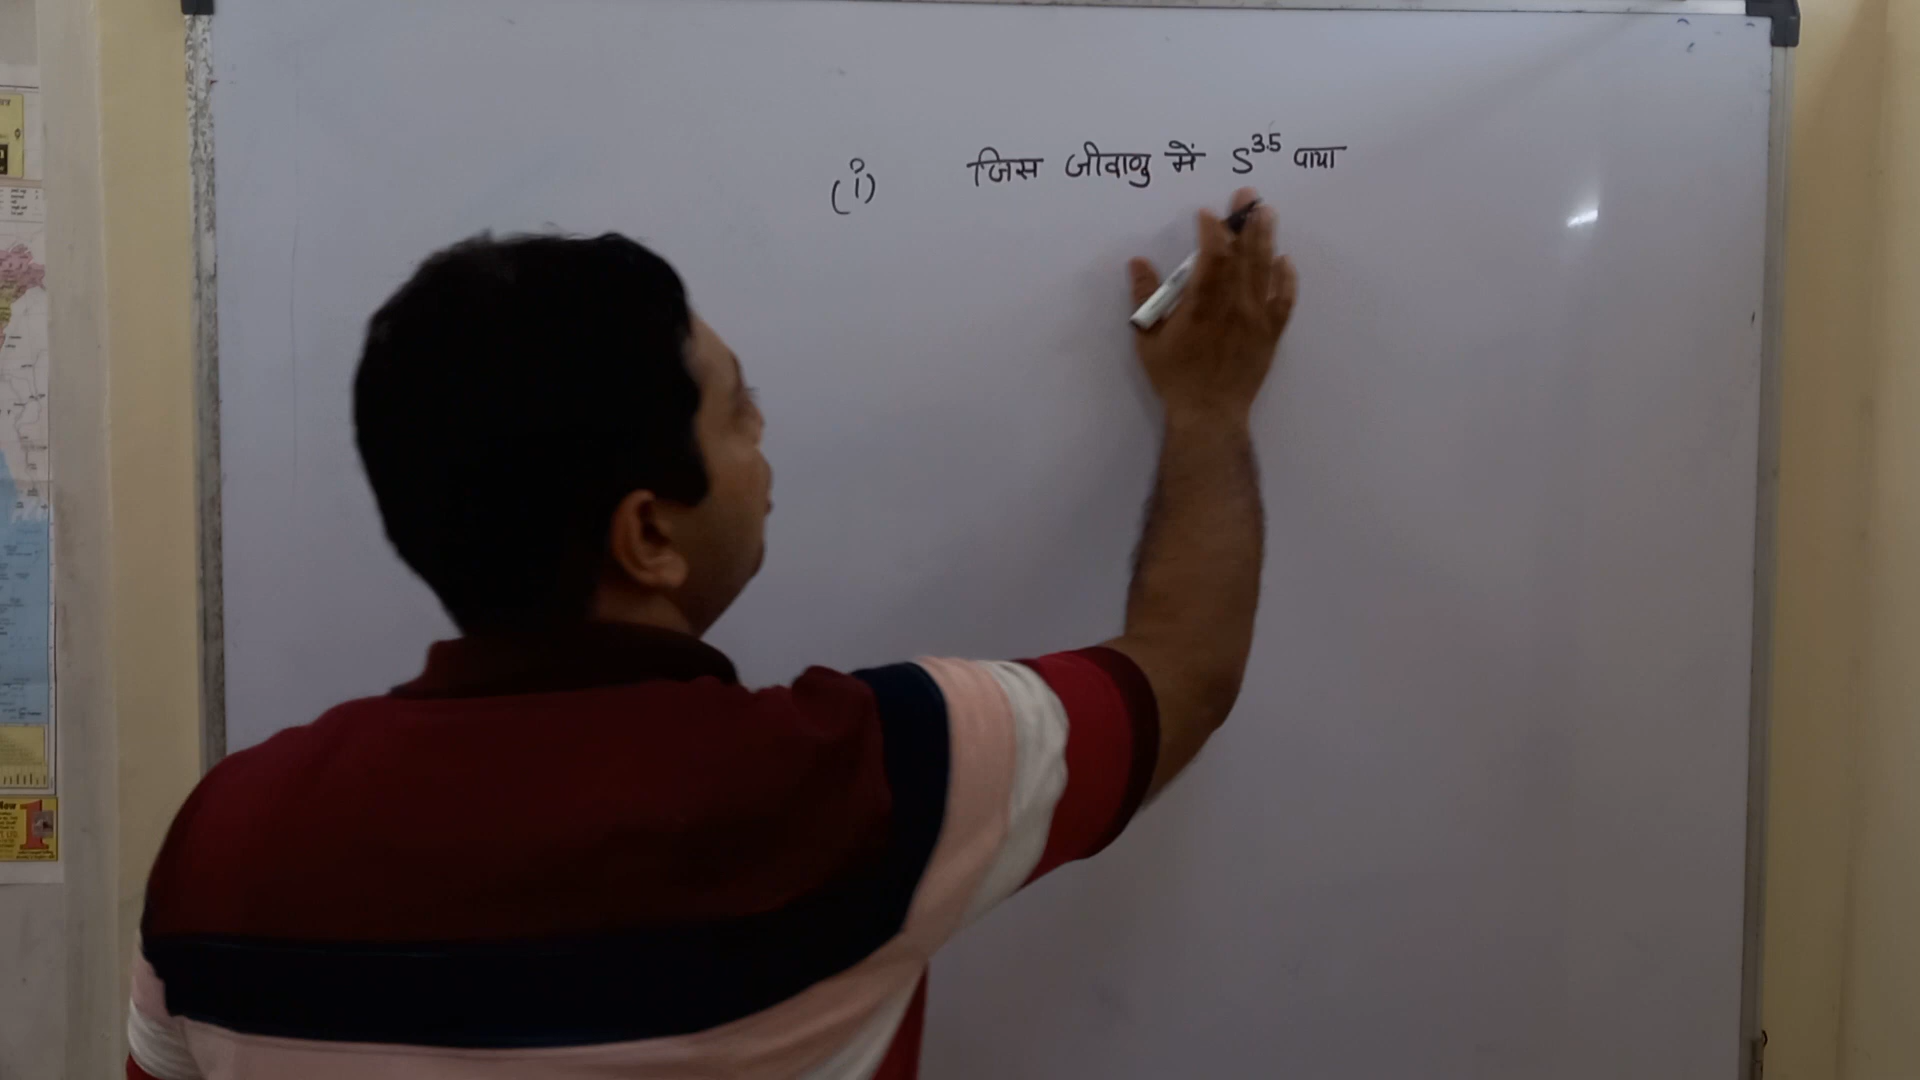 (i) जिस जीवाणु में S³⁵ पाया